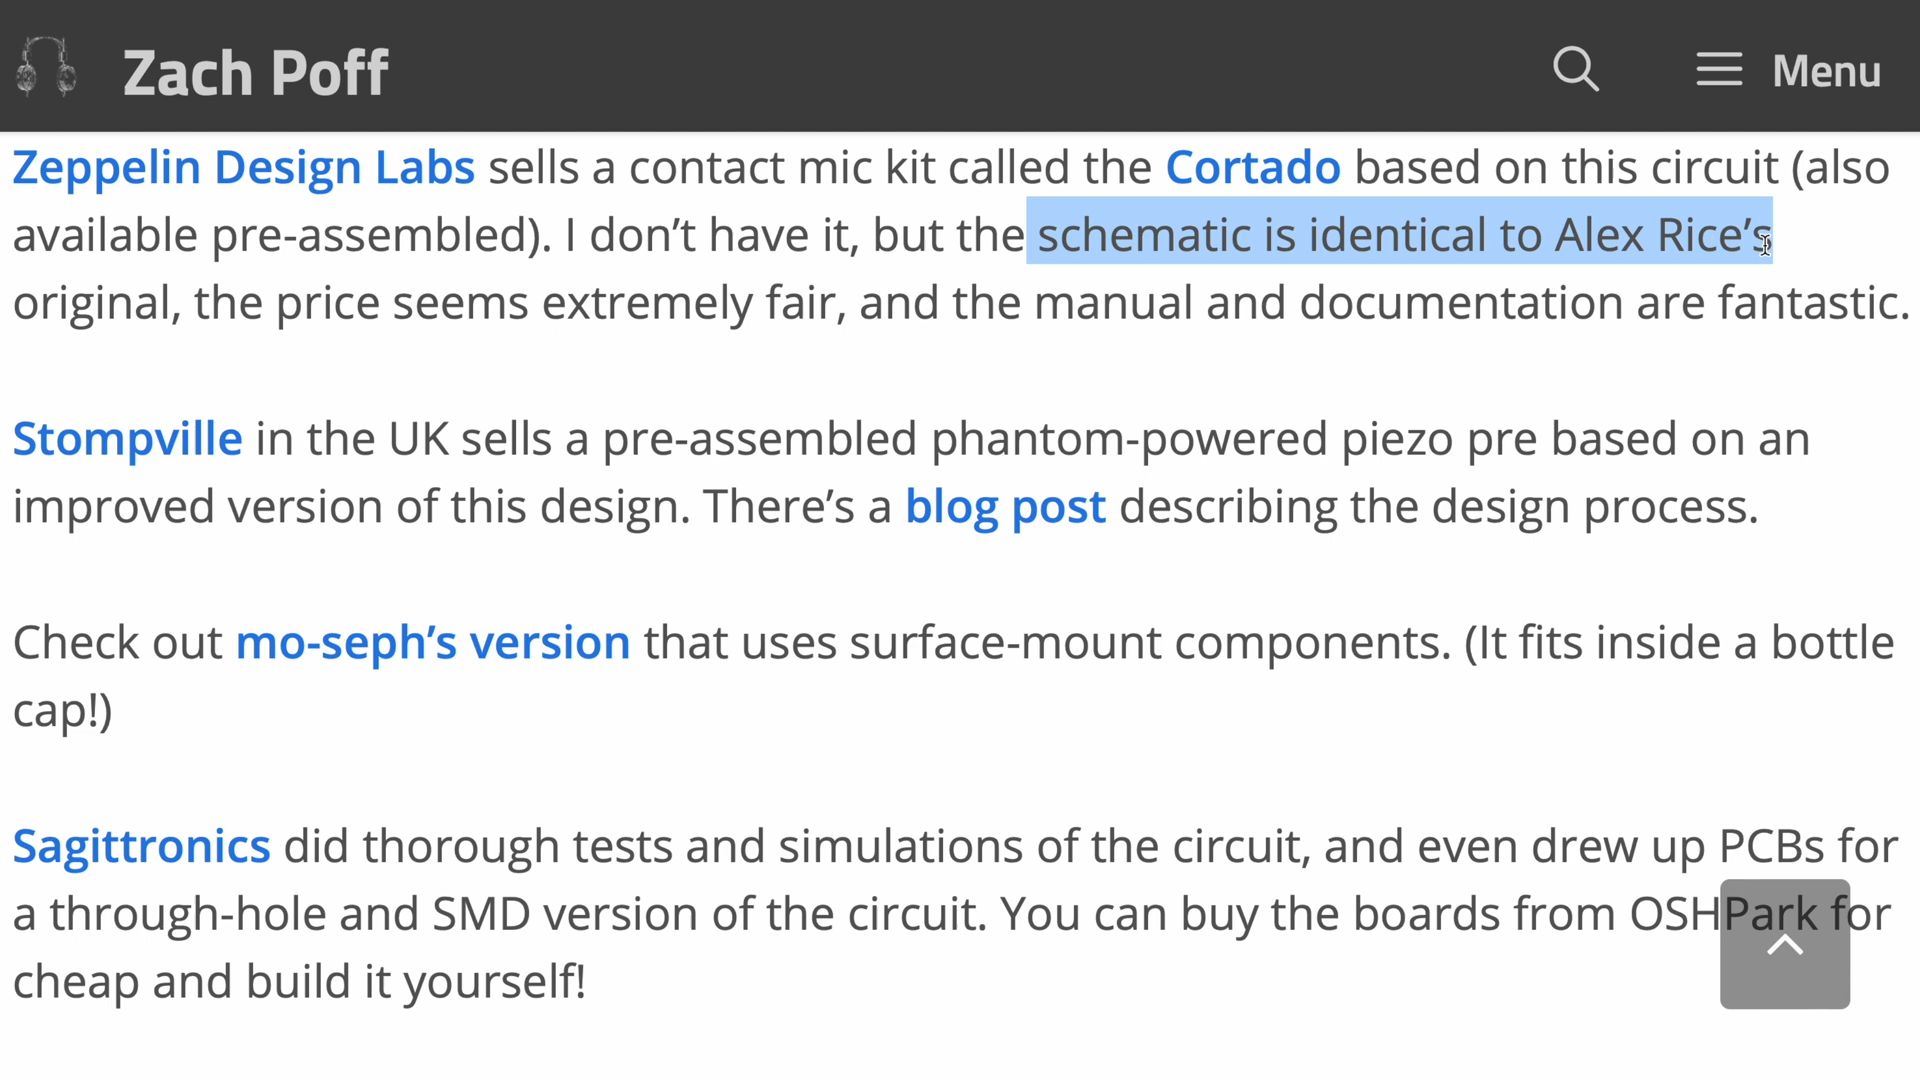 Zach Poff
Menu
Zeppelin Design Labs sells a contact mic kit called the Cortado based on this circuit (also
available pre-assembled). I don’t have it, but the schematic is identical to Alex Rice’s
original, the price seems extremely fair, and the manual and documentation are fantastic.
Stompville in the UK sells a pre-assembled phantom-powered piezo pre based on an
improved version of this design. There’s a blog post describing the design process.
Check out mo-seph’s version that uses surface-mount components. (It fits inside a bottle
cap!)
Sagittronics did thorough tests and simulations of the circuit, and even drew up PCBs for
a through-hole and SMD version of the circuit. You can buy the boards from OSHPark for
cheap and build it yourself!